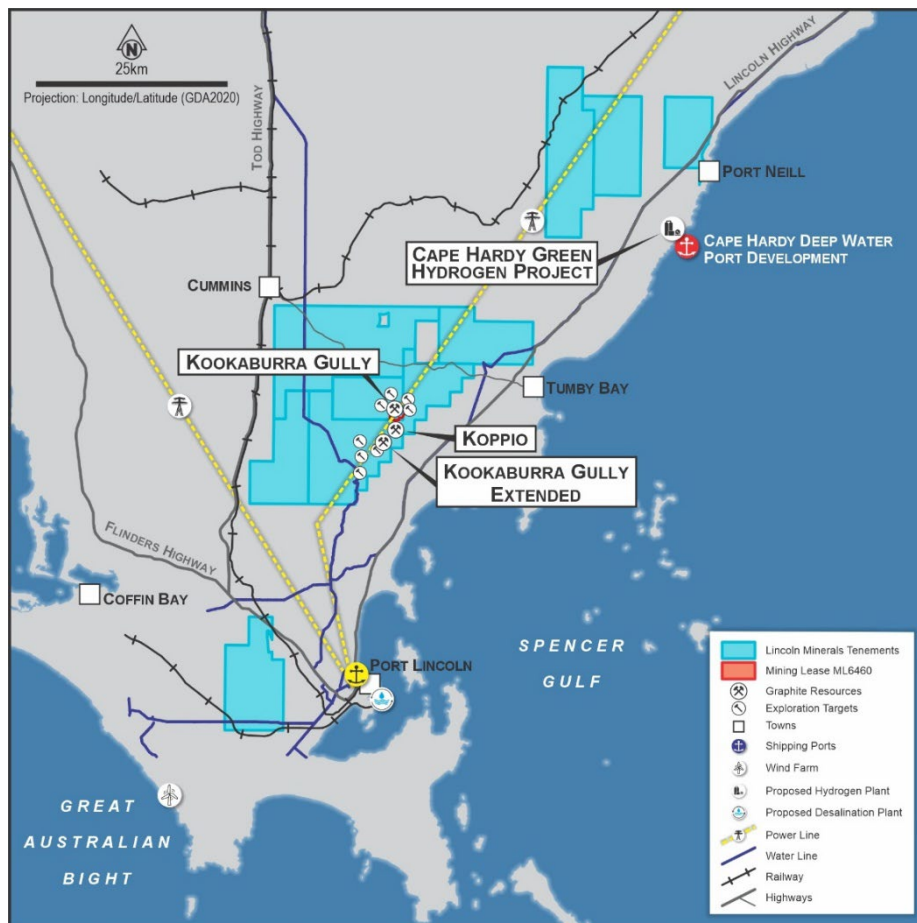 N
25km
Projection: Longitude/Latitude (GDA2020)
TOD HIGHWAY
LINCOLN HIGHWAY
PORT NEILL
CAPE HARDY GREEN
HYDROGEN PROJECT
CAPE HARDY DEEP WATER
PORT DEVELOPMENT
CUMMINS
KOOKABURRA GULLY
TUMBY BAY
KOPPIO
KOOKABURRA GULLY
EXTENDED
FLINDERS HIGHWAY
COFFIN BAY
PORT LINCOLN
SPENCER
GULF
GREAT
AUSTRALIAN
BIGHT
Lincoln Minerals Tenements
Mining Lease ML6460
Graphite Resources
Exploration Targets
Towns
Shipping Ports
Wind Farm
Proposed Hydrogen Plant
Proposed Desalination Plant
Power Line
Water Line
Railway
Highways